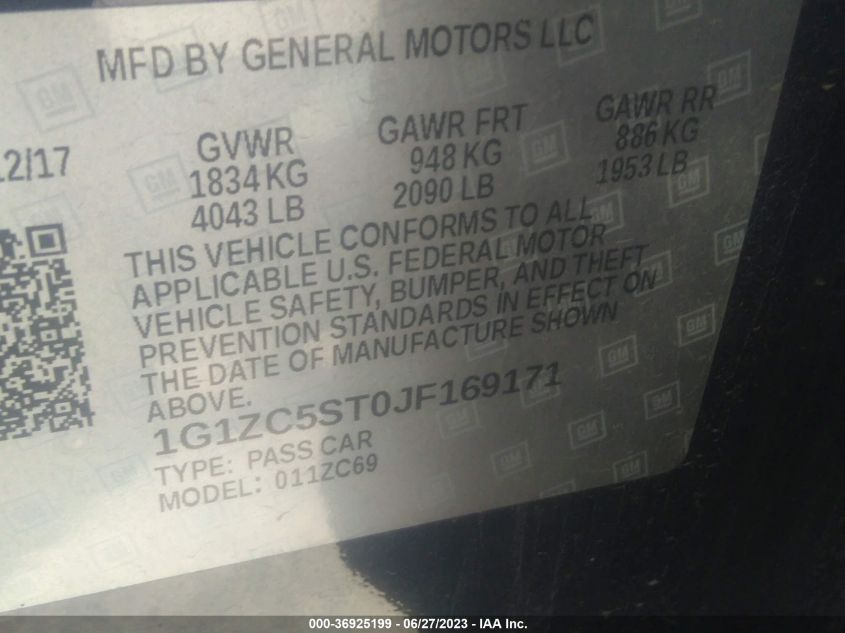 MFD BY GENERAL MOTORS LLC
2/17 GVWR GAWR FRT GAWR RR
1834 KG 948 KG 886 KG
4043 LB 2090 LB 1953 LB
THIS VEHICLE CONFORMS TO ALL
APPLICABLE U.S. FEDERAL MOTOR
VEHICLE SAFETY, BUMPER, AND THEFT
PREVENTION STANDARDS IN EFFECT ON
THE DATE OF MANUFACTURE SHOWN
ABOVE.
1G1ZC5ST0JF169171
TYPE: PASS CAR
MODEL: 011ZC69
000-36925199 - 06/27/2023 - IAA Inc.